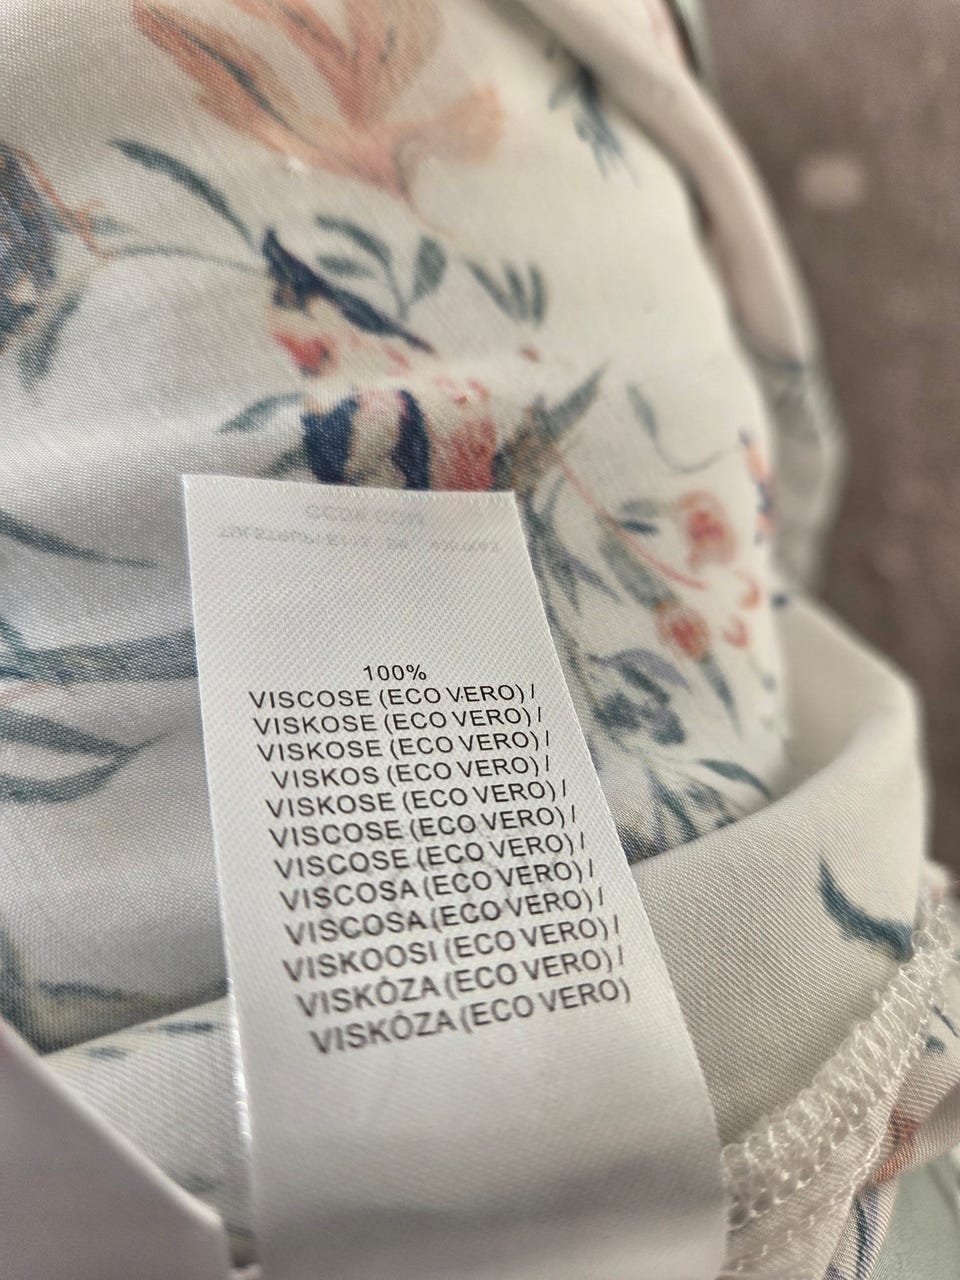 100%
VISCOSE (ECO VERO) /
VISKOSE (ECO VERO) /
VISKOSE (ECO VERO) /
VISKOS (ECO VERO) /
VISKOSE (ECO VERO) /
VISCOSE (ECO VERO) /
VISCOSE (ECO VERO) /
VISCOSA (ECO VERO) /
VISCOSA (ECO VERO) /
VISKOOSI (ECO VERO) /
VISKÓZA (ECO VERO) /
VISKÓZA (ECO VERO)